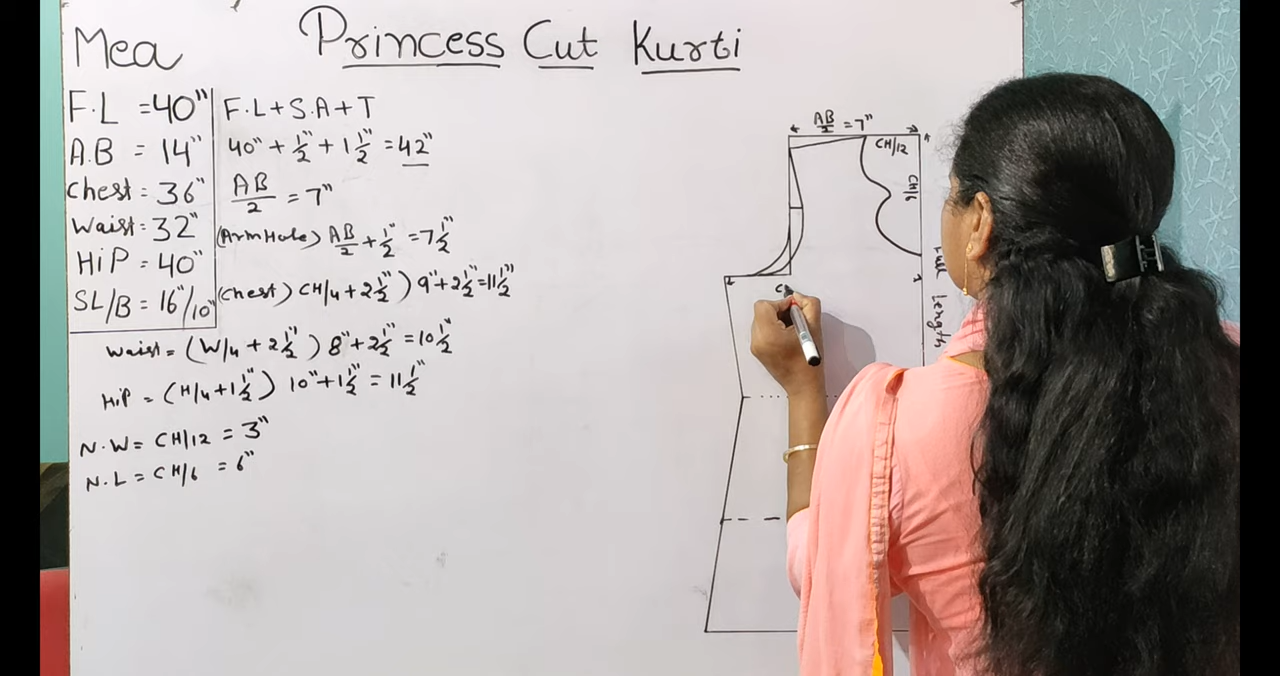 Princess Cut Kurti
Mea
F.L = 40"
A.B = 14"
Chest = 36"
Waist = 32"
HiP = 40"
SL/B = 16"/10"
F.L + S.A + T
40" + 1/2" + 1 1/2" = 42"
AB/2 = 7"
(ArmHole) AB/2 + 1/2" = 7 1/2"
(Chest) CH/4 + 2 1/2") 9" + 2 1/2" = 11 1/2"
Waist = (W/4 + 2 1/2") 8" + 2 1/2" = 10 1/2"
HiP = (H/4 + 1 1/2") 10" + 1 1/2" = 11 1/2"
N.W = CH/12 = 3"
N.L = CH/6 = 6"
AB/2 = 7"
CH/12
CH/6
Full length